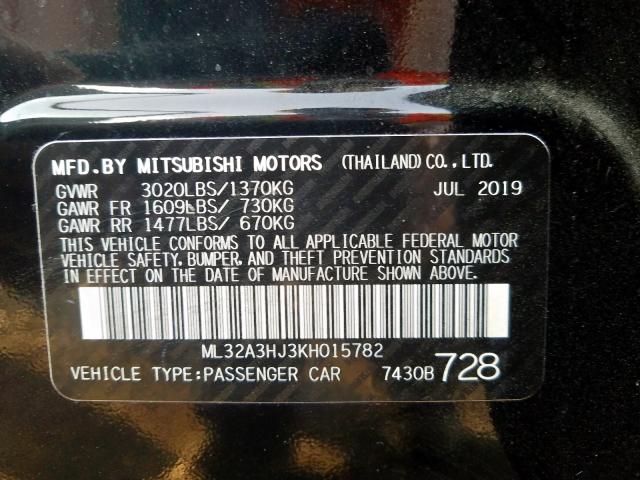 MFD.BY MITSUBISHI MOTORS (THAILAND) CO.,LTD.
GVWR 3020LBS/1370KG JUL 2019
GAWR FR 1609LBS/ 730KG
GAWR RR 1477LBS/ 670KG
THIS VEHICLE CONFORMS TO ALL APPLICABLE FEDERAL MOTOR
VEHICLE SAFETY, BUMPER, AND THEFT PREVENTION STANDARDS
IN EFFECT ON THE DATE OF MANUFACTURE SHOWN ABOVE.
ML32A3HJ3KH015782
VEHICLE TYPE:PASSENGER CAR 7430B 728